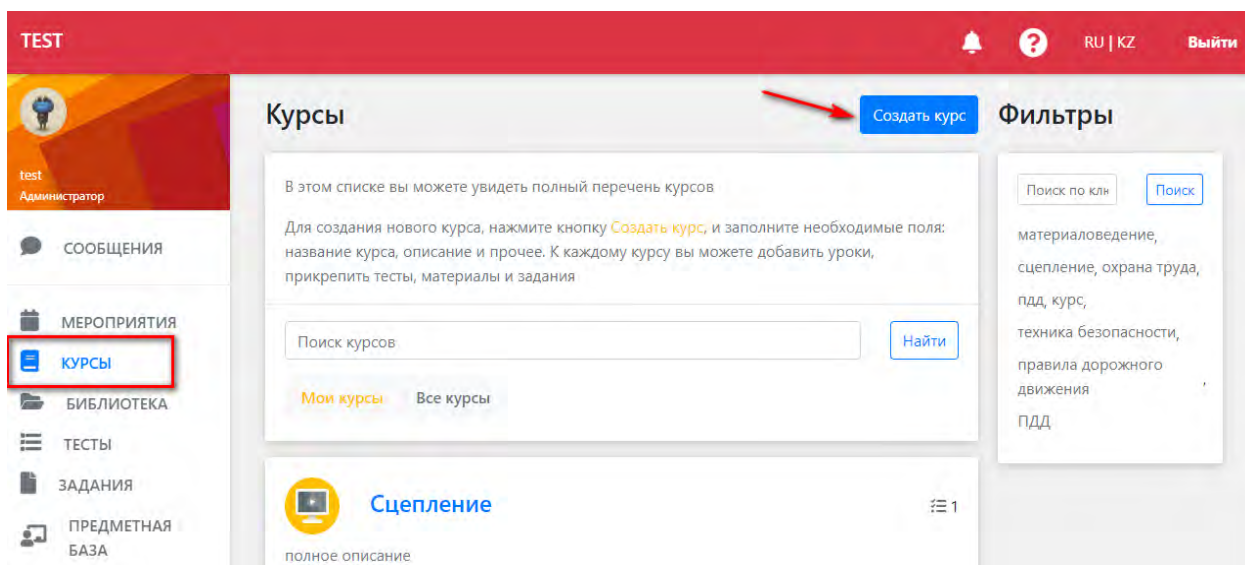 TEST
RU | KZ
Выйти
test
Администратор
СООБЩЕНИЯ
МЕРОПРИЯТИЯ
КУРСЫ
БИБЛИОТЕКА
ТЕСТЫ
ЗАДАНИЯ
ПРЕДМЕТНАЯ
БАЗА
Курсы
Создать курс
В этом списке вы можете увидеть полный перечень курсов
Для создания нового курса, нажмите кнопку Создать курс, и заполните необходимые поля:
название курса, описание и прочее. К каждому курсу вы можете добавить уроки,
прикрепить тесты, материалы и задания
Поиск курсов
Найти
Мои курсы
Все курсы
Сцепление
1
полное описание
Фильтры
Поиск по клн
Поиск
материаловедение,
сцепление, охрана труда,
пдд, курс,
техника безопасности,
правила дорожного
движения ,
ПДД